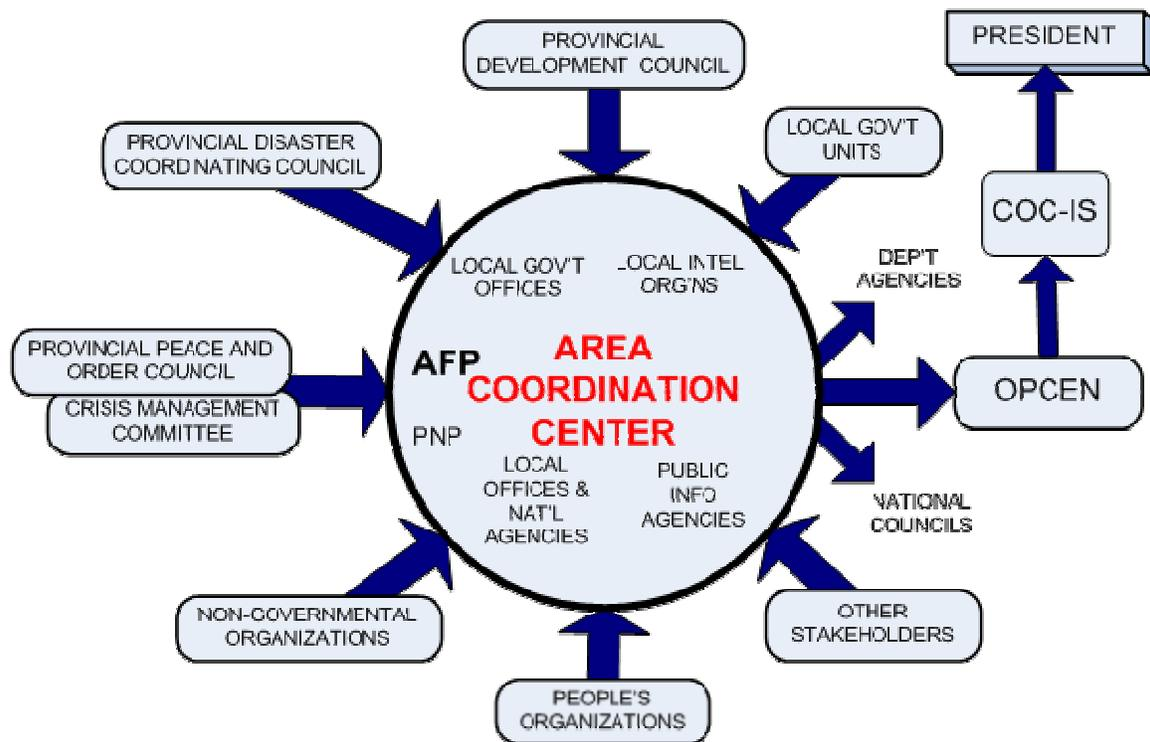 PROVINCIAL
DEVELOPMENT COUNCIL
PRESIDENT
PROVINCIAL DISASTER
COORDINATING COUNCIL
LOCAL GOV'T
UNITS
COC-IS
DEP'T
AGENCIES
LOCAL GOV'T
OFFICES
LOCAL INTEL
ORG'NS
PROVINCIAL PEACE AND
ORDER COUNCIL
CRISIS MANAGEMENT
COMMITTEE
AFP
AREA
COORDINATION
CENTER
PNP
OPCEN
LOCAL
OFFICES &
NAT'L
AGENCIES
PUBLIC
INFO
AGENCIES
NATIONAL
COUNCILS
NON-GOVERNMENTAL
ORGANIZATIONS
OTHER
STAKEHOLDERS
PEOPLE'S
ORGANIZATIONS